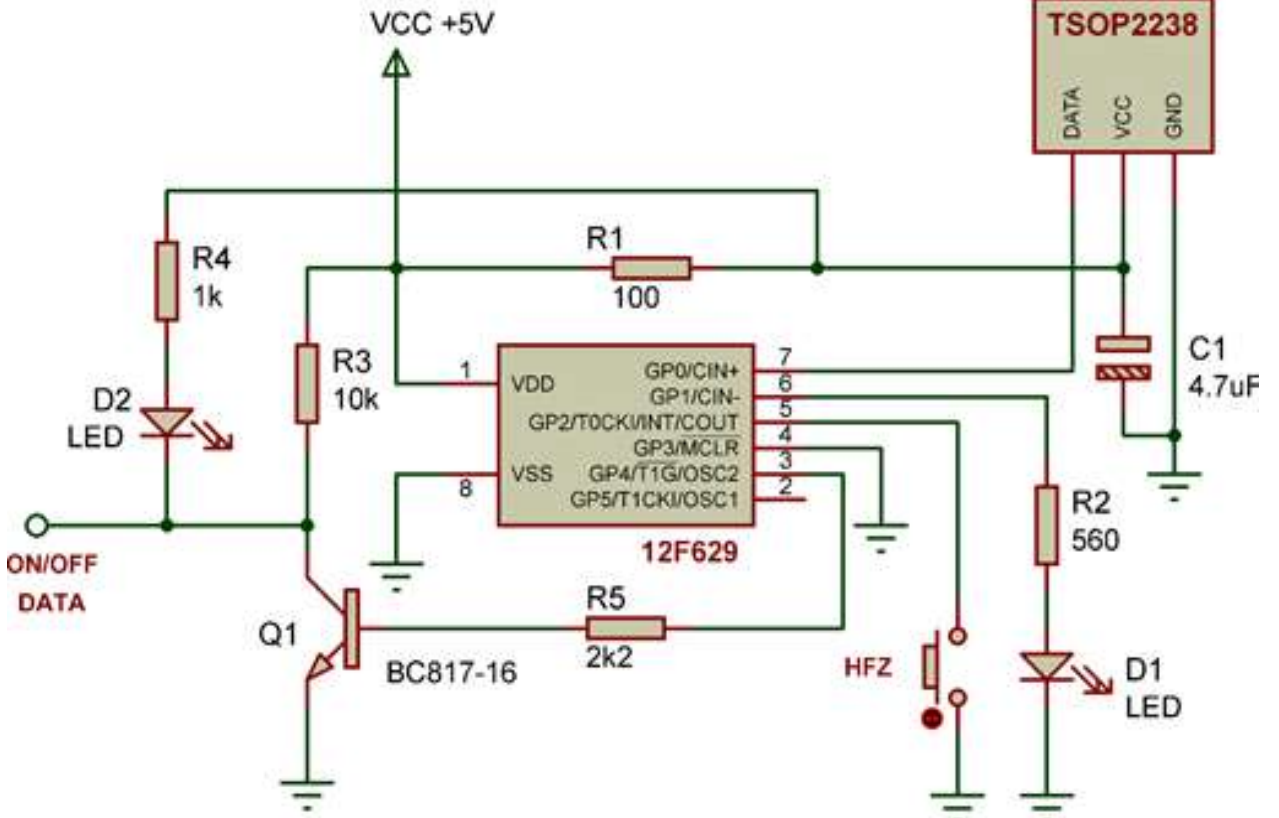 VCC +5V
TSOP2238
DATA
VCC
GND
R1
100
R4
1k
R3
10k
D2
LED
C1
4.7uF
1
VDD
8
VSS
GP0/CIN+
7
GP1/CIN-
6
GP2/T0CKI/INT/COUT
5
GP3/MCLR
4
GP4/T1G/OSC2
3
GP5/T1CKI/OSC1
2
12F629
R2
560
ON/OFF
DATA
Q1
BC817-16
R5
2k2
HFZ
D1
LED